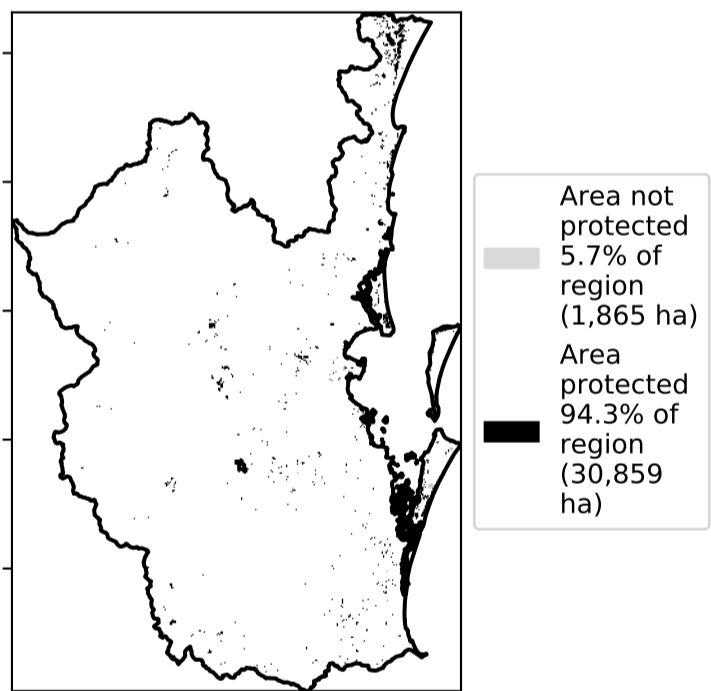 Area not
protected
5.7% of
region
(1,865 ha)
Area
protected
94.3% of
region
(30,859
ha)